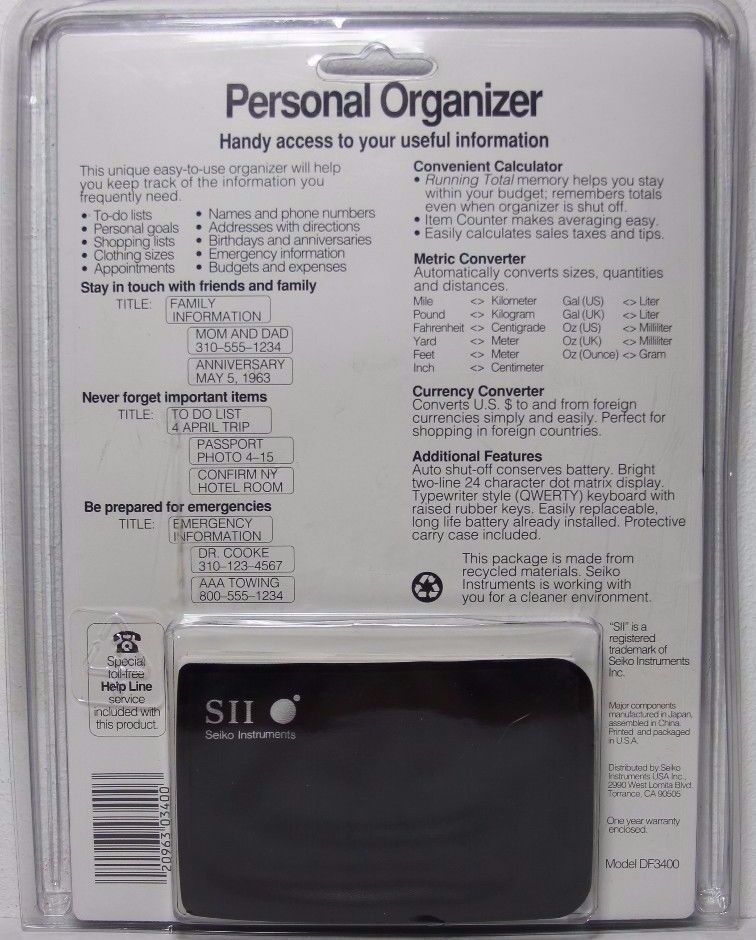 Personal Organizer
Handy access to your useful information
This unique easy-to-use organizer will help
you keep track of the information you
frequently need.
• To-do lists
• Personal goals
• Shopping lists
• Clothing sizes
• Appointments
• Names and phone numbers
• Addresses with directions
• Birthdays and anniversaries
• Emergency information
• Budgets and expenses
Stay in touch with friends and family
TITLE: FAMILY
INFORMATION
MOM AND DAD
310-555-1234
ANNIVERSARY
MAY 5, 1963
Never forget important items
TITLE: TO DO LIST
4 APRIL TRIP
PASSPORT
PHOTO 4-15
CONFIRM NY
HOTEL ROOM
Be prepared for emergencies
TITLE: EMERGENCY
INFORMATION
DR. COOKE
310-123-4567
AAA TOWING
800-555-1234
Convenient Calculator
• Running Total memory helps you stay
within your budget; remembers totals
even when organizer is shut off.
• Item Counter makes averaging easy.
• Easily calculates sales taxes and tips.
Metric Converter
Automatically converts sizes, quantities
and distances.
Mile <> Kilometer Gal (US) <> Liter
Pound <> Kilogram Gal (UK) <> Liter
Fahrenheit <> Centigrade Oz (US) <> Milliliter
Yard <> Meter Oz (UK) <> Milliliter
Feet <> Meter Oz (Ounce) <> Gram
Inch <> Centimeter
Currency Converter
Converts U.S. $ to and from foreign
currencies simply and easily. Perfect for
shopping in foreign countries.
Additional Features
Auto shut-off conserves battery. Bright
two-line 24 character dot matrix display.
Typewriter style (QWERTY) keyboard with
raised rubber keys. Easily replaceable,
long life battery already installed. Protective
carry case included.
This package is made from
recycled materials. Seiko
Instruments is working with
you for a cleaner environment.
Special
toll-free
Help Line
service
included with
this product.
20963 03400
SII
Seiko Instruments
"SII" is a
registered
trademark of
Seiko Instruments
Inc.
Major components
manufactured in Japan,
assembled in China.
Printed and packaged
in U.S.A.
Distributed by Seiko
Instruments USA Inc.,
2990 West Lomita Blvd.
Torrance, CA 90505
One year warranty
enclosed.
Model DF3400